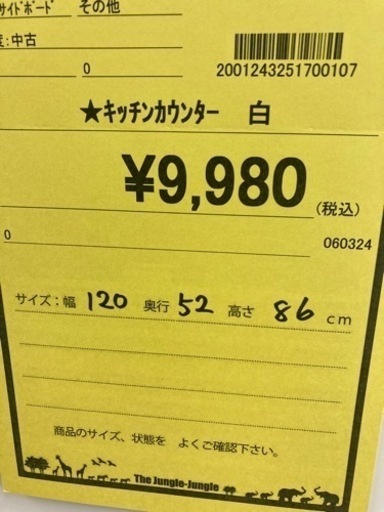 サイドボード その他
度:中古
0
2001243251700107
★キッチンカウンター 白
¥9,980
(税込)
0 060324
サイズ:幅 120 奥行 52 高さ 86 cm
商品のサイズ、状態を よくご確認下さい。
The Jungle-Jungle